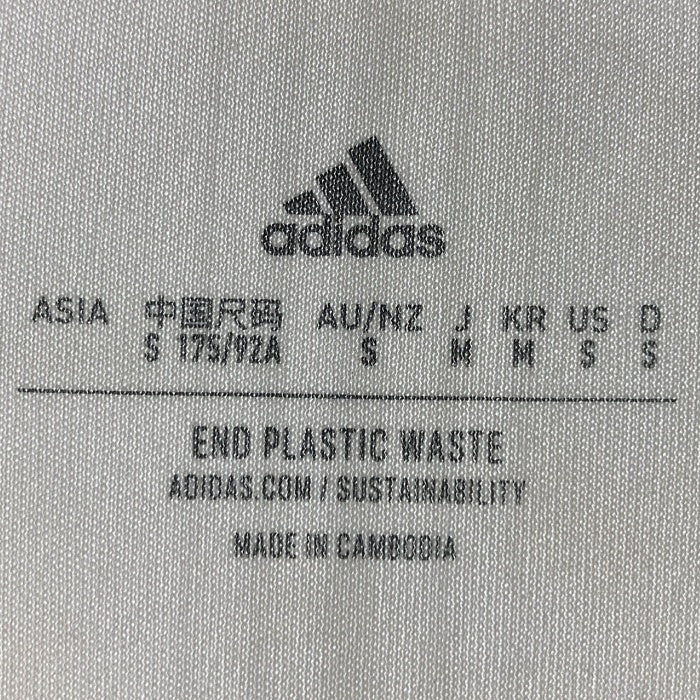 adidas
ASIA 中国尺码 AU/NZ J KR US D
S 175/92A S M M S S
END PLASTIC WASTE
ADIDAS.COM / SUSTAINABILITY
MADE IN CAMBODIA